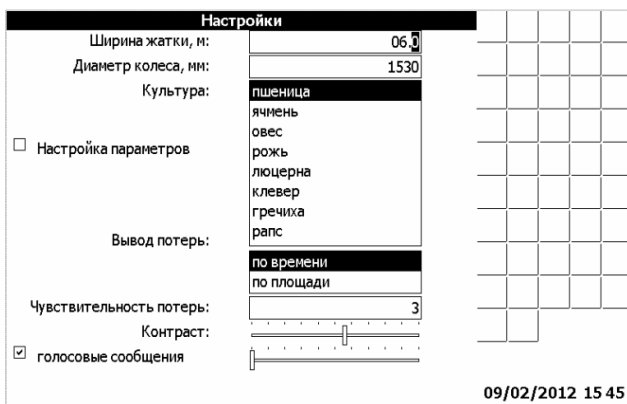 Настройки
Ширина жатки, м: 06.0
Диаметр колеса, мм: 1530
Культура: пшеница
ячмень
овес
Настройка параметров рожь
люцерна
клевер
гречиха
рапс
Вывод потерь:
по времени
по площади
Чувствительность потерь: 3
Контраст:
голосовые сообщения
09/02/2012 15 45